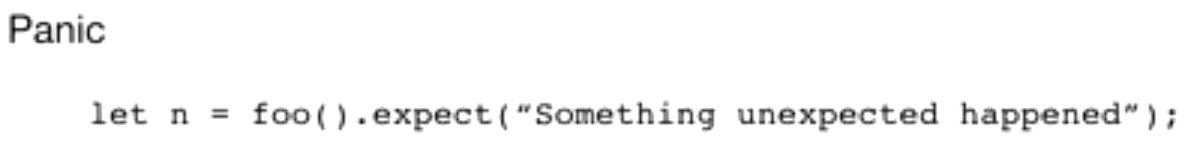 Panic
let n = foo().expect(”Something unexpected happened”);